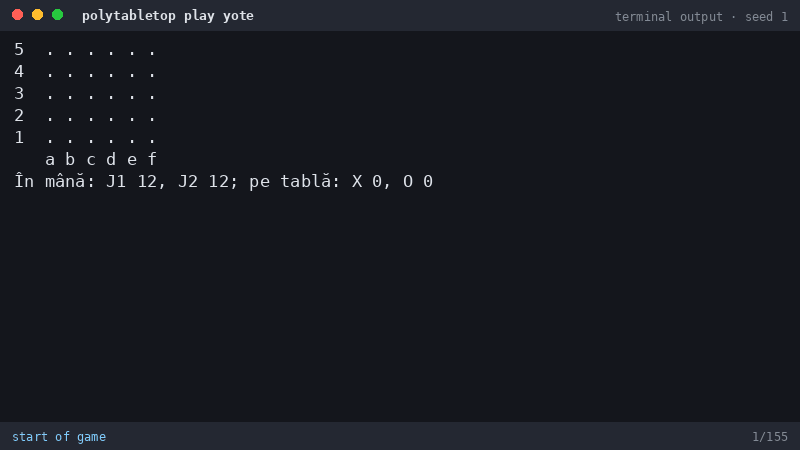 polytabletop play yote
terminal output · seed 1
5 . . . . . .
4 . . . . . .
3 . . . . . .
2 . . . . . .
1 . . . . . .
a b c d e f
În mână: J1 12, J2 12; pe tablă: X 0, O 0
start of game
1/155